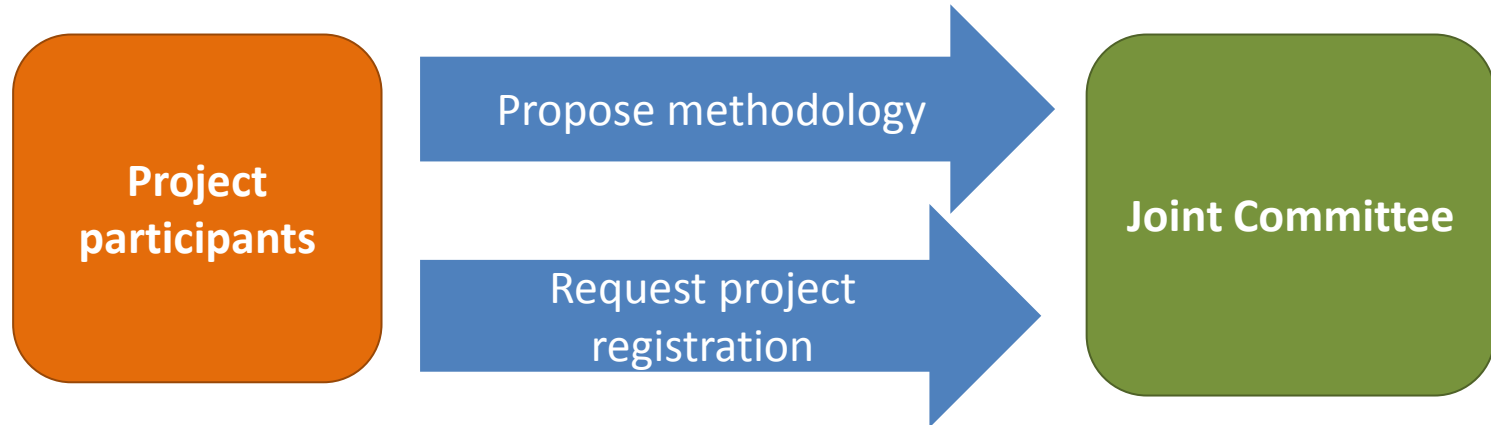 Project
participants
Propose methodology
Request project
registration
Joint Committee